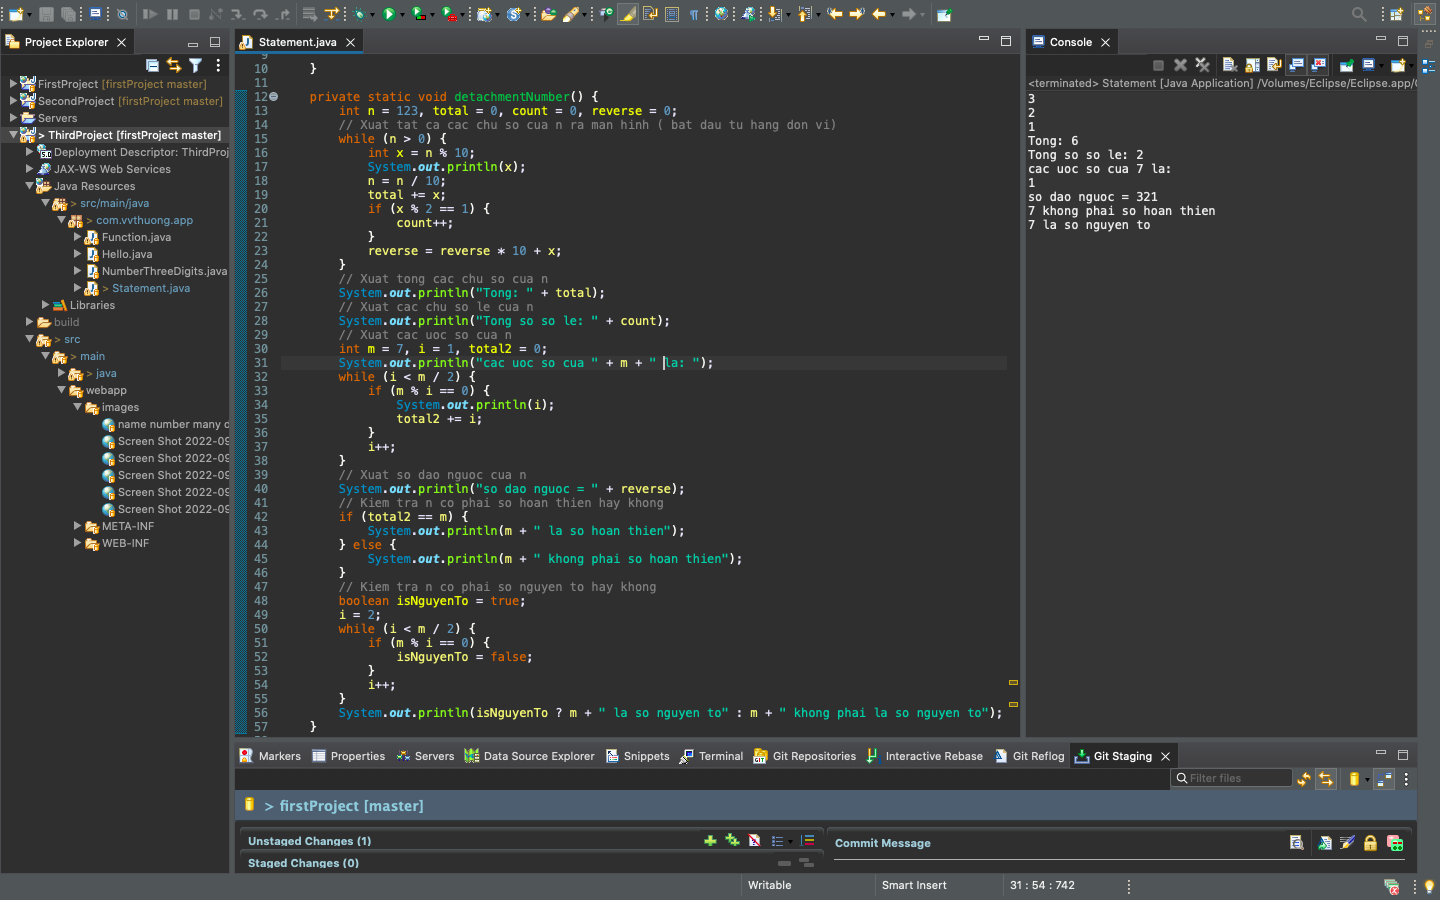 Project Explorer
FirstProject [firstProject master]
SecondProject [firstProject master]
Servers
> ThirdProject [firstProject master]
Deployment Descriptor: ThirdProj
JAX-WS Web Services
Java Resources
> src/main/java
> com.vvthuong.app
Function.java
Hello.java
NumberThreeDigits.java
> Statement.java
Libraries
build
> src
> main
> java
webapp
images
name number many
Screen Shot 2022-09
Screen Shot 2022-09
Screen Shot 2022-09
Screen Shot 2022-09
Screen Shot 2022-09
META-INF
WEB-INF
Statement.java
9
10 }
11
12 private static void detachmentNumber() {
13 int n = 123, total = 0, count = 0, reverse = 0;
14 // Xuat tat ca cac chu so cua n ra man hinh ( bat dau tu hang don vi)
15 while (n > 0) {
16 int x = n % 10;
17 System.out.println(x);
18 n = n / 10;
19 total += x;
20 if (x % 2 == 1) {
21 count++;
22 }
23 reverse = reverse * 10 + x;
24 }
25 // Xuat tong cac chu so cua n
26 System.out.println("Tong: " + total);
27 // Xuat cac chu so le cua n
28 System.out.println("Tong so so le: " + count);
29 // Xuat cac uoc so cua n
30 int m = 7, i = 1, total2 = 0;
31 System.out.println("cac uoc so cua " + m + " la: ");
32 while (i < m / 2) {
33 if (m % i == 0) {
34 System.out.println(i);
35 total2 += i;
36 }
37 i++;
38 }
39 // Xuat so dao nguoc cua n
40 System.out.println("so dao nguoc = " + reverse);
41 // Kiem tra n co phai so hoan thien hay khong
42 if (total2 == m) {
43 System.out.println(m + " la so hoan thien");
44 } else {
45 System.out.println(m + " khong phai so hoan thien");
46 }
47 // Kiem tra n co phai so nguyen to hay khong
48 boolean isNguyenTo = true;
49 i = 2;
50 while (i < m / 2) {
51 if (m % i == 0) {
52 isNguyenTo = false;
53 }
54 i++;
55 }
56 System.out.println(isNguyenTo ? m + " la so nguyen to" : m + " khong phai la so nguyen to");
57 }
Console
<terminated> Statement [Java Application] /Volumes/Eclipse/Eclipse.app/
3
2
1
Tong: 6
Tong so so le: 2
cac uoc so cua 7 la:
1
so dao nguoc = 321
7 khong phai so hoan thien
7 la so nguyen to
Markers Properties Servers Data Source Explorer Snippets Terminal Git Repositories Interactive Rebase Git Reflog Git Staging
Filter files
> firstProject [master]
Unstaged Changes (1)
Staged Changes (0)
Commit Message
Writable Smart Insert 31 : 54 : 742